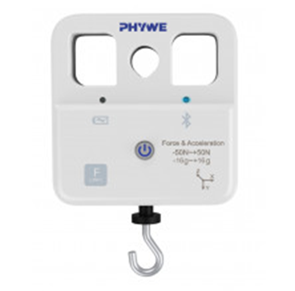 PHYWE
Force & Acceleration
-50N~+50N
-16g~+16g
F